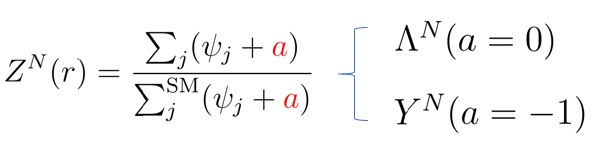 Z^N(r) = \frac{\sum_j (\psi_j + a)}{\sum_j^{SM} (\psi_j + a)} { Λ^N(a = 0)
Y^N(a = −1)